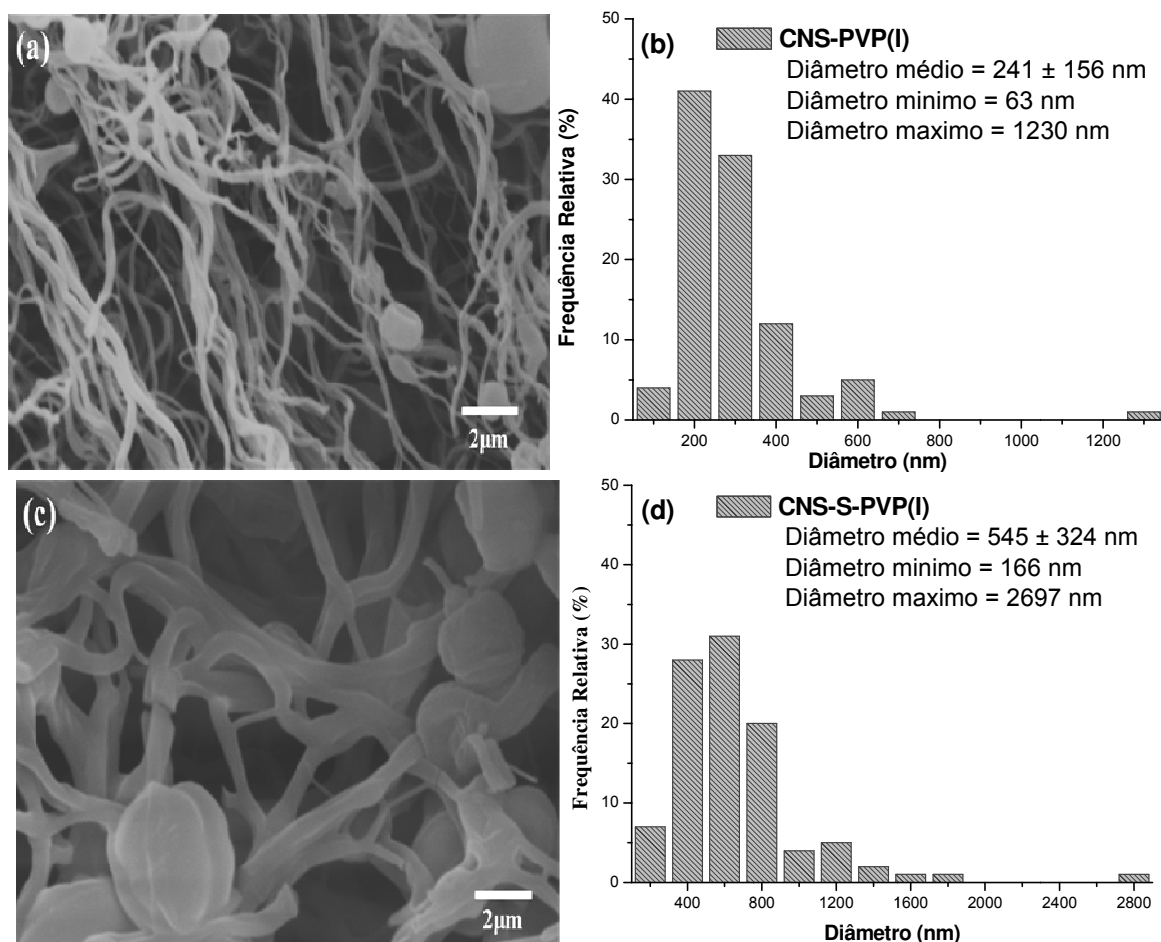 (a)
2µm
(b)
CNS-PVP(I)
Diâmetro médio = 241 ± 156 nm
Diâmetro minimo = 63 nm
Diâmetro maximo = 1230 nm
Frequência Relativa (%)
50
40
30
20
10
0
200 400 600 800 1000 1200
Diâmetro (nm)
(c)
2µm
(d)
CNS-S-PVP(I)
Diâmetro médio = 545 ± 324 nm
Diâmetro minimo = 166 nm
Diâmetro maximo = 2697 nm
Frequência Relativa (%)
50
40
30
20
10
0
400 800 1200 1600 2000 2400 2800
Diâmetro (nm)